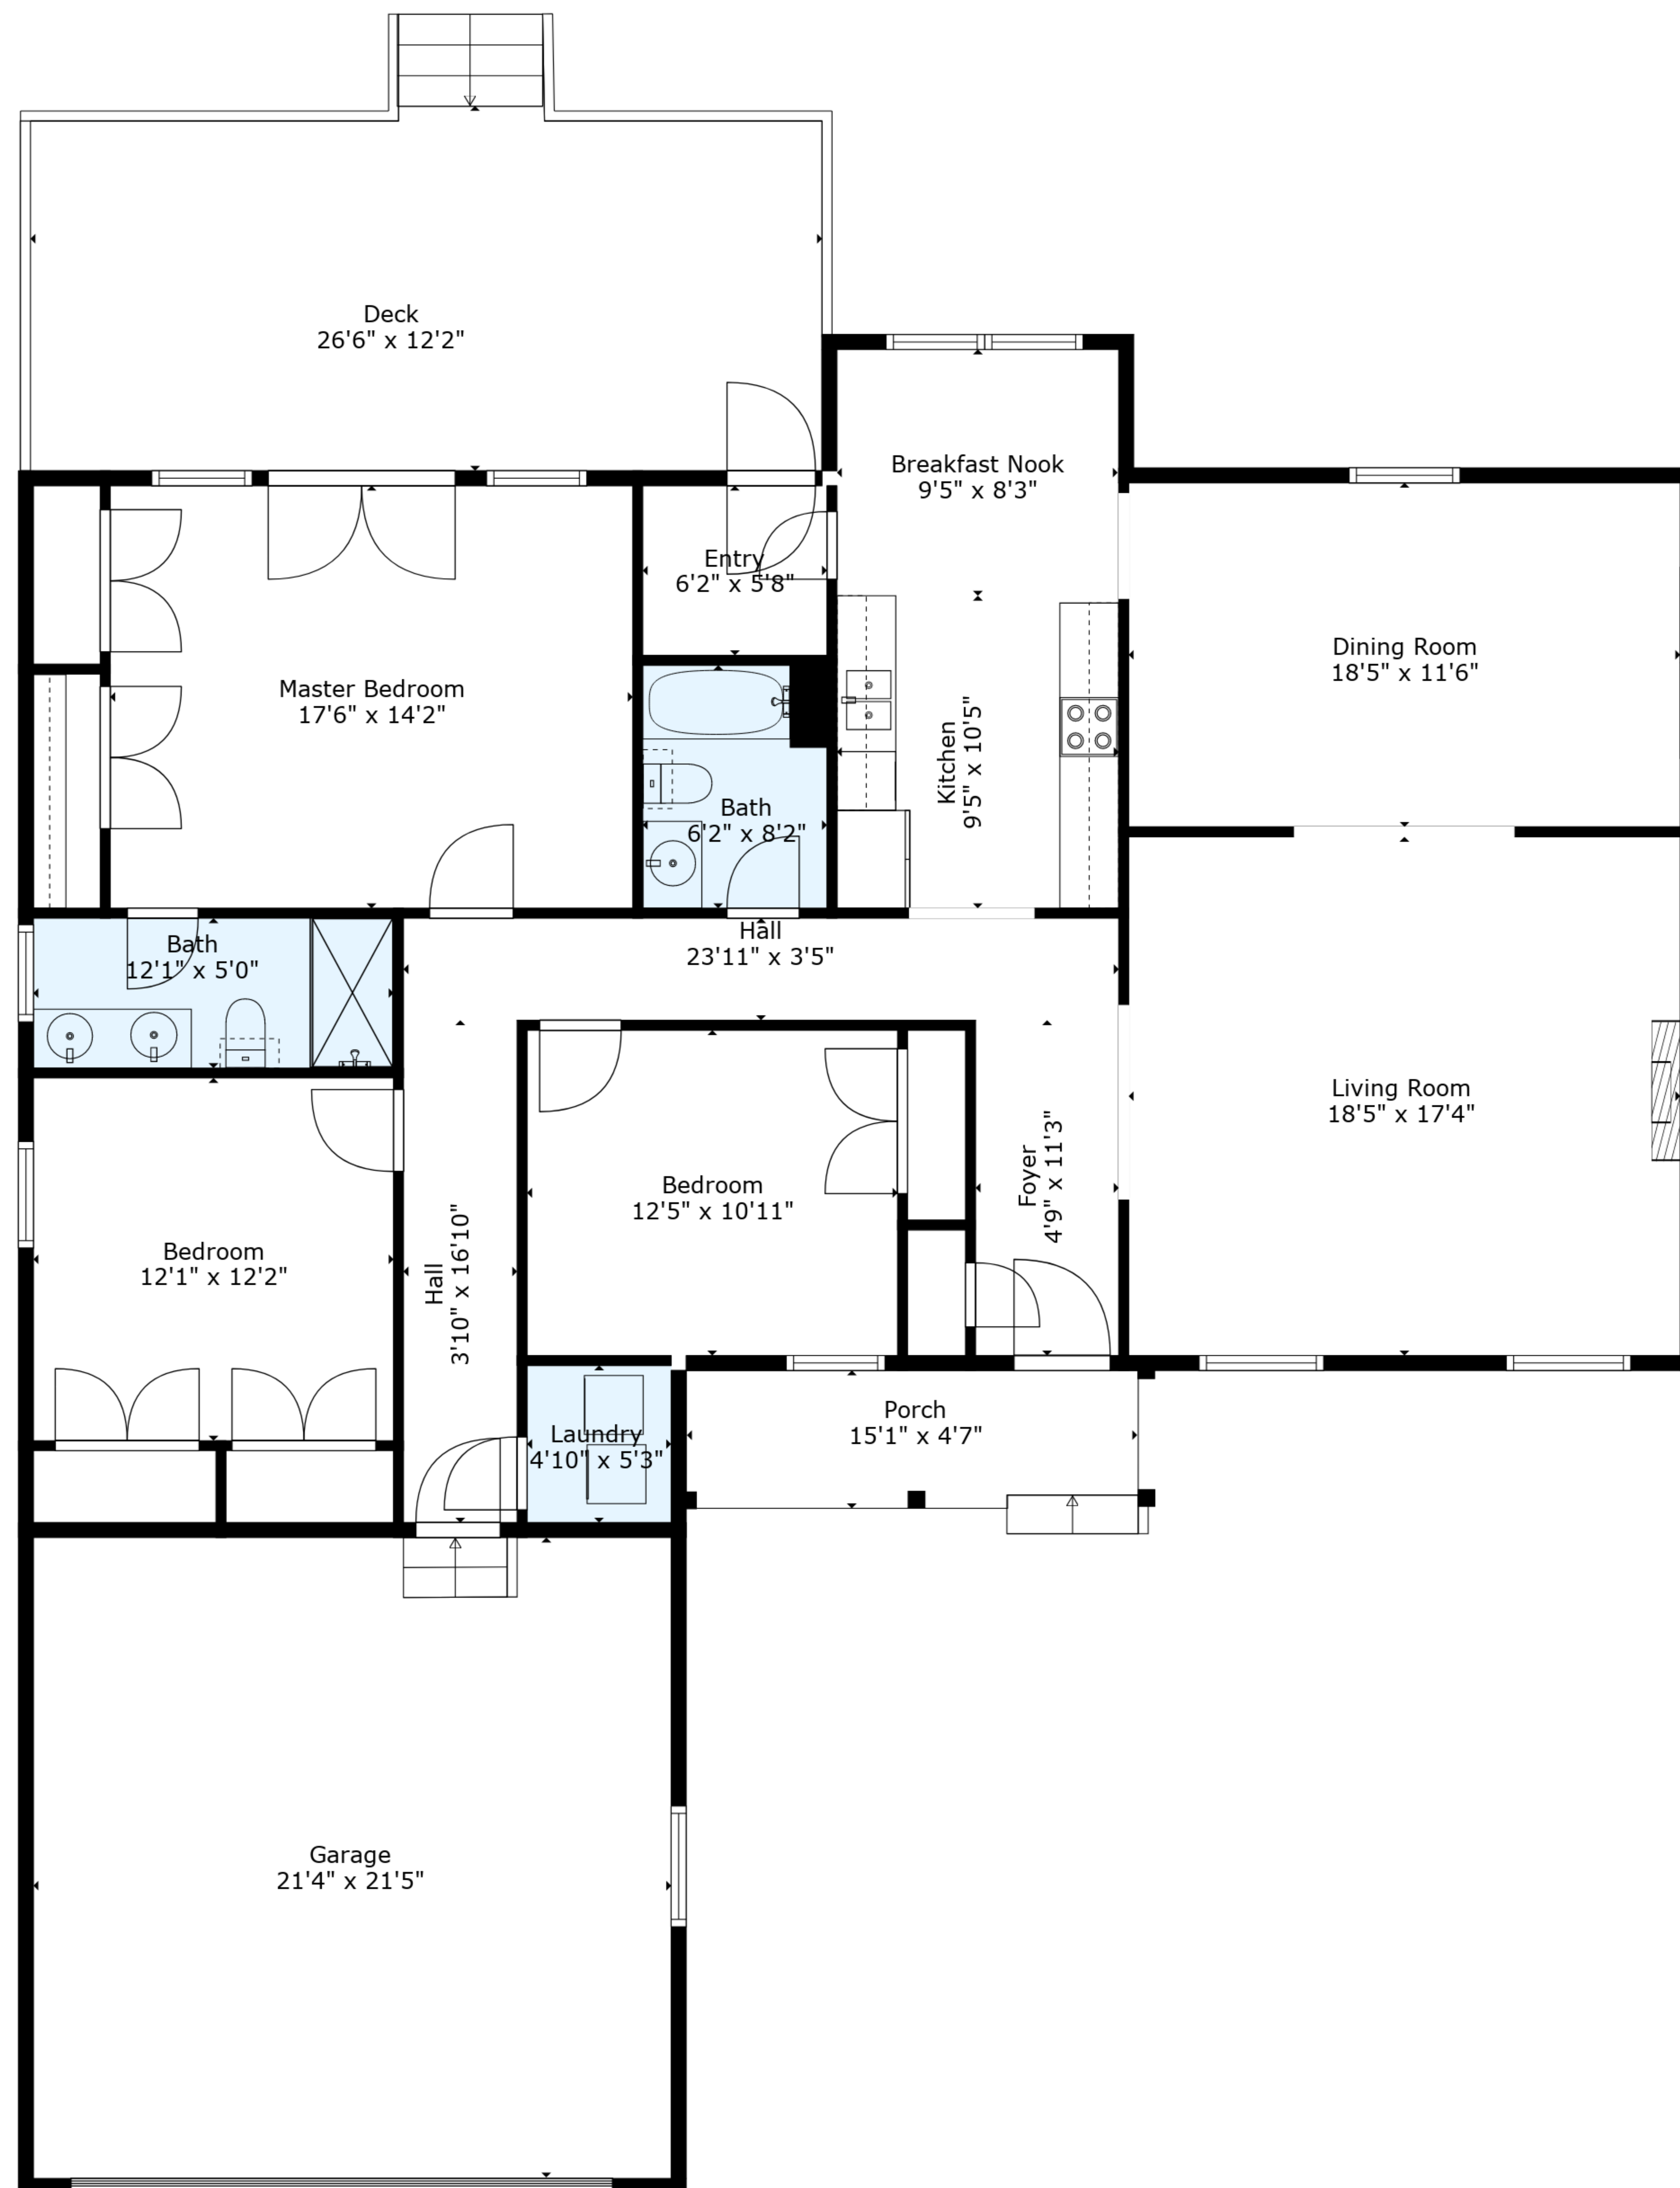 Deck
26'6" x 12'2"
Breakfast Nook
9'5" x 8'3"
Entry
6'2" x 5'8"
Dining Room
18'5" x 11'6"
Master Bedroom
17'6" x 14'2"
Kitchen
9'5" x 10'5"
Bath
6'2" x 8'2"
Bath
12'1" x 5'0"
Hall
23'11" x 3'5"
Living Room
18'5" x 17'4"
Foyer
4'9" x 11'3"
Bedroom
12'5" x 10'11"
Bedroom
12'1" x 12'2"
Hall
3'10" x 16'10"
Porch
15'1" x 4'7"
Laundry
4'10" x 5'3"
Garage
21'4" x 21'5"